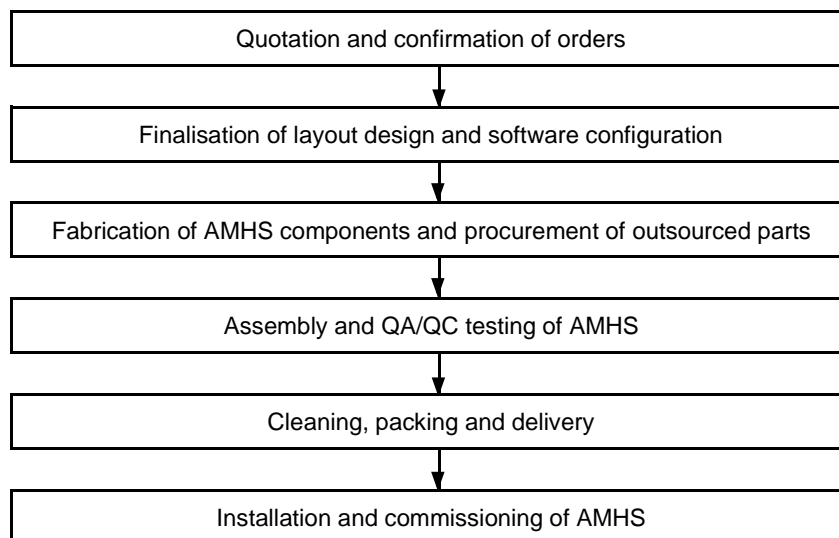 Quotation and confirmation of orders
Finalisation of layout design and software configuration
Fabrication of AMHS components and procurement of outsourced parts
Assembly and QA/QC testing of AMHS
Cleaning, packing and delivery
Installation and commissioning of AMHS